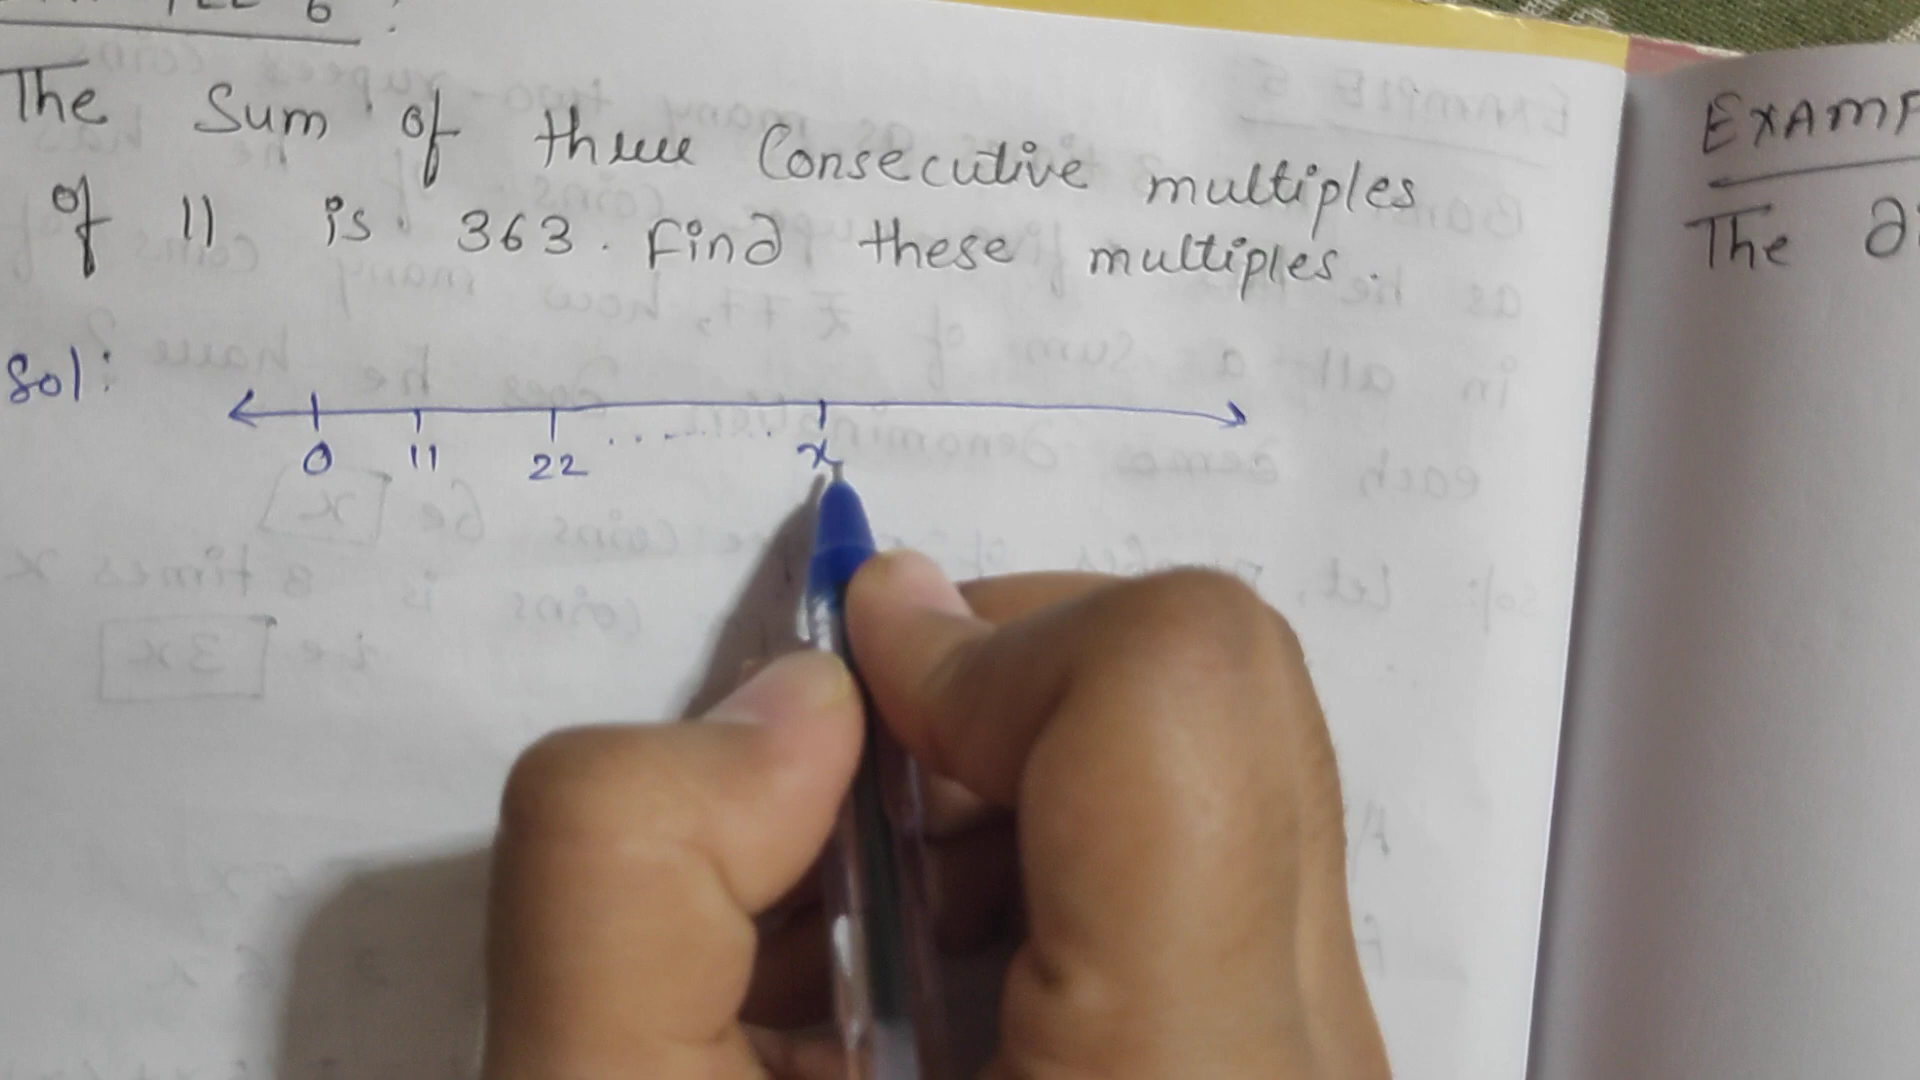 6 :
The Sum of three Consecutive multiples
of 11 is 363. Find these multiples.
Sol:
0 11 22 ........ x
EXAMP
The